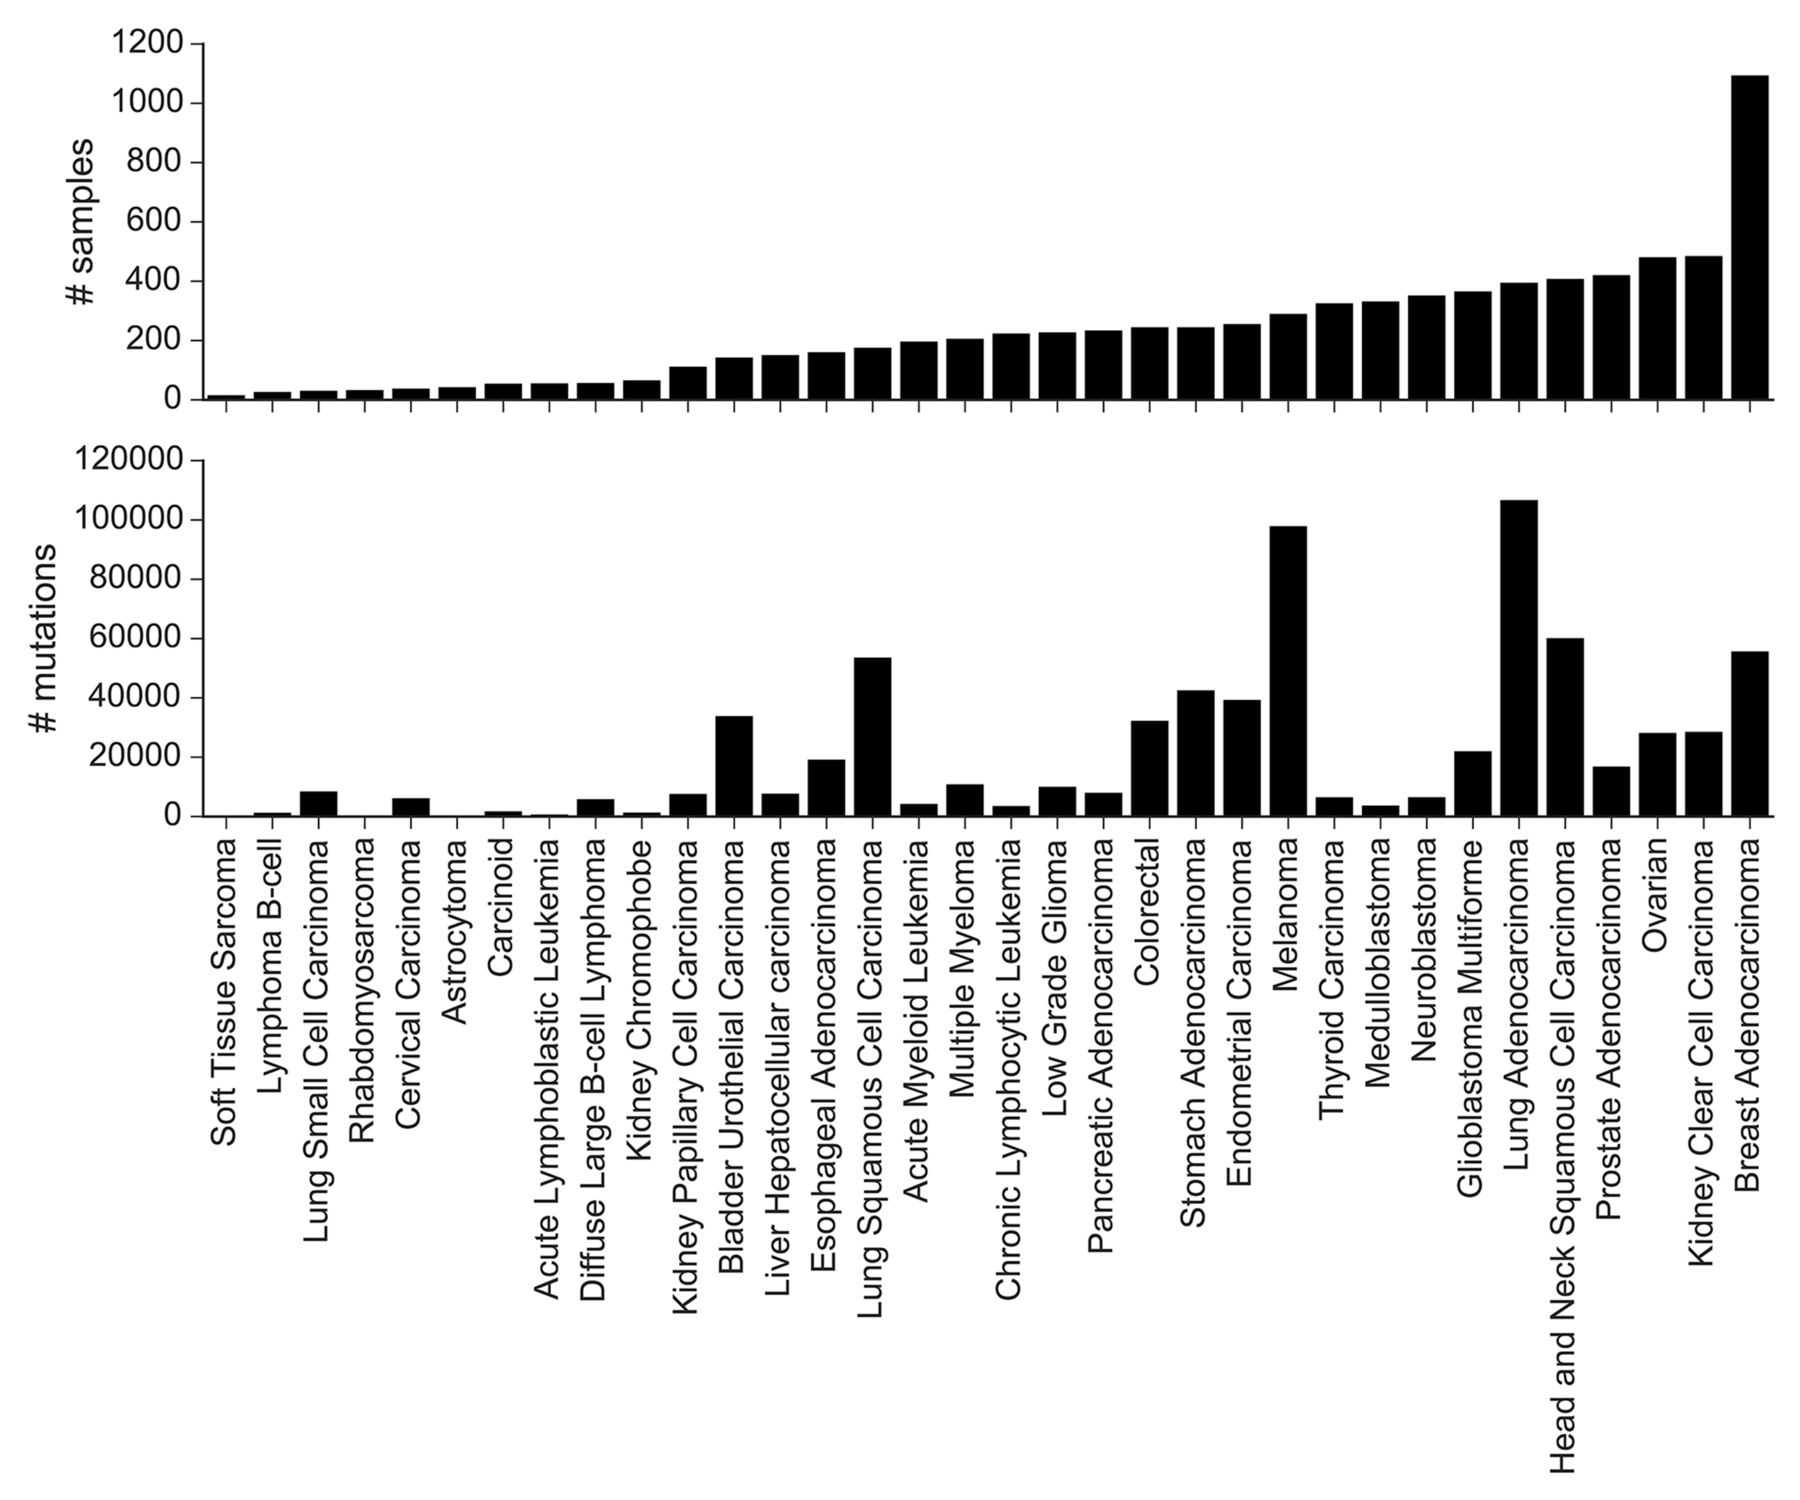 1200
1000
800
600
400
200
0
# samples
120000
100000
80000
60000
40000
20000
0
# mutations
Soft Tissue Sarcoma
Lymphoma B-cell
Lung Small Cell Carcinoma
Rhabdomyosarcoma
Cervical Carcinoma
Astrocytoma
Carcinoid
Acute Lymphoblastic Leukemia
Diffuse Large B-cell Lymphoma
Kidney Chromophobe
Kidney Papillary Cell Carcinoma
Bladder Urothelial Carcinoma
Liver Hepatocellular carcinoma
Esophageal Adenocarcinoma
Lung Squamous Cell Carcinoma
Acute Myeloid Leukemia
Multiple Myeloma
Chronic Lymphocytic Leukemia
Low Grade Glioma
Pancreatic Adenocarcinoma
Colorectal
Stomach Adenocarcinoma
Endometrial Carcinoma
Melanoma
Thyroid Carcinoma
Medulloblastoma
Neuroblastoma
Glioblastoma Multiforme
Lung Adenocarcinoma
Head and Neck Squamous Cell Carcinoma
Prostate Adenocarcinoma
Ovarian
Kidney Clear Cell Carcinoma
Breast Adenocarcinoma